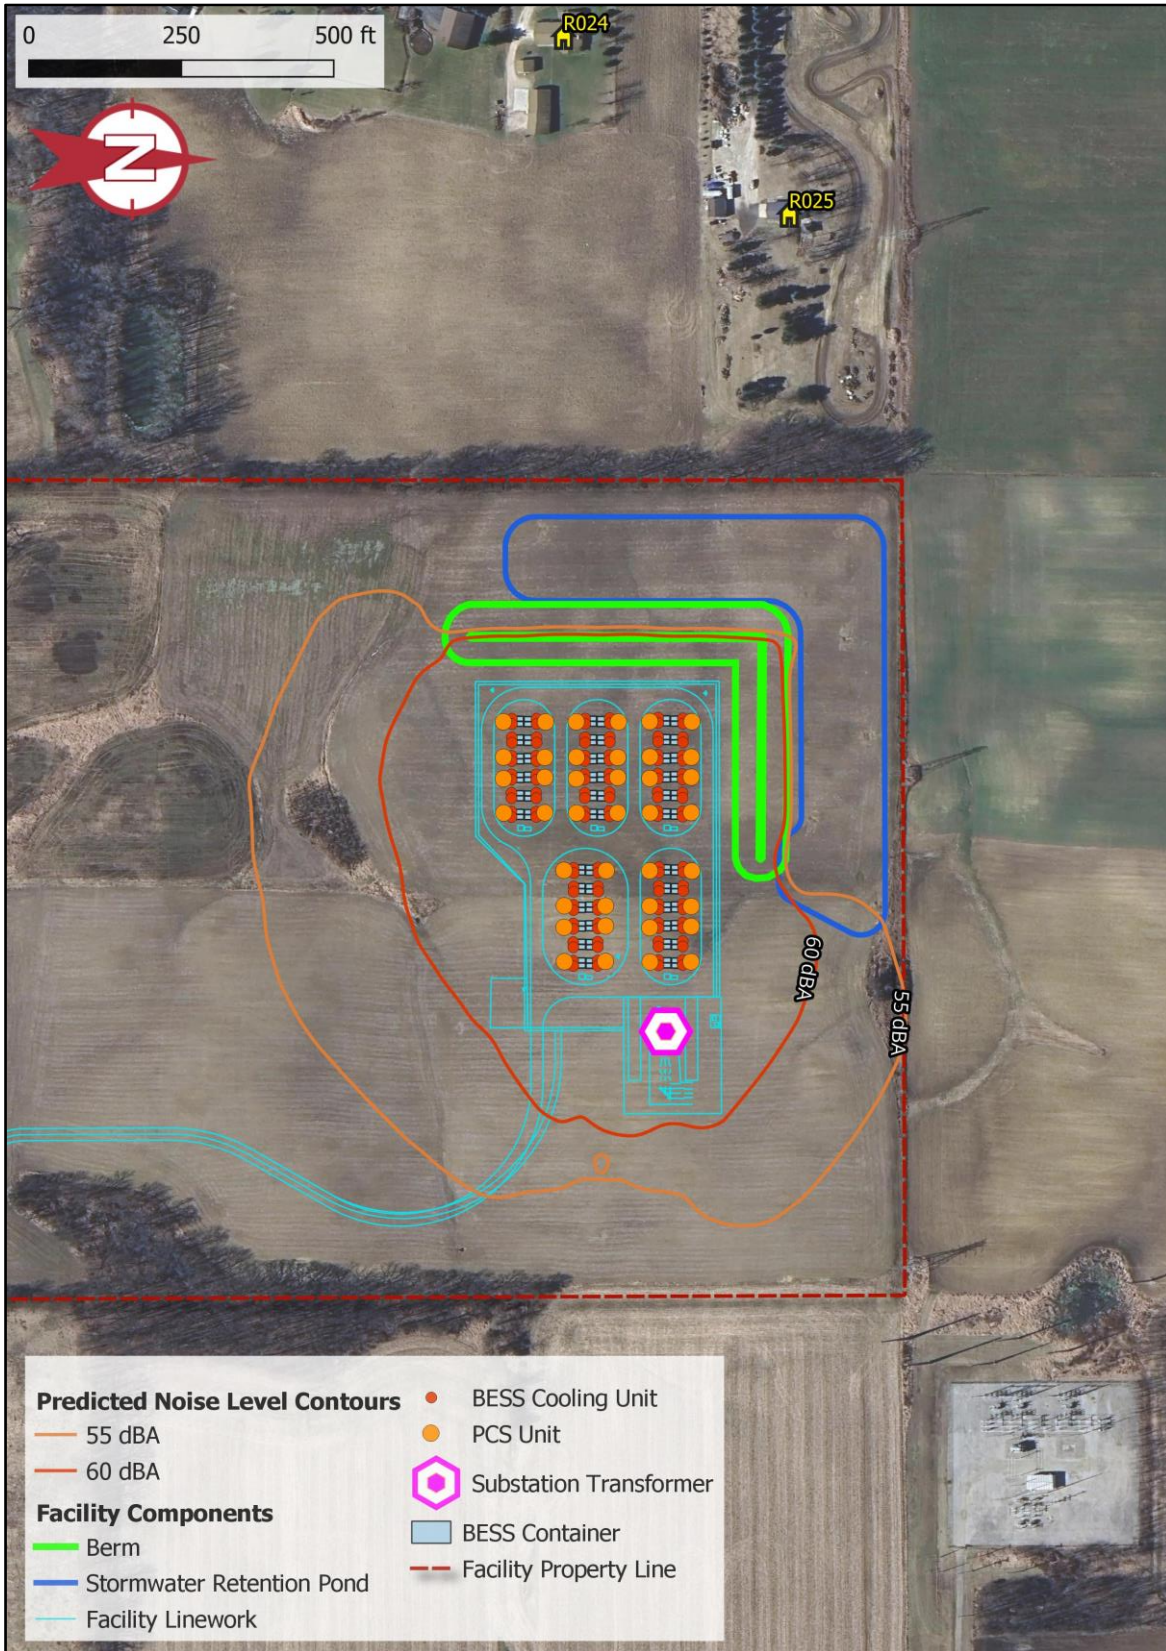 0 250 500 ft
R024
N
R025
60 dBA
55 dBA
Predicted Noise Level Contours
55 dBA
60 dBA
Facility Components
Berm
Stormwater Retention Pond
Facility Linework
BESS Cooling Unit
PCS Unit
Substation Transformer
BESS Container
Facility Property Line